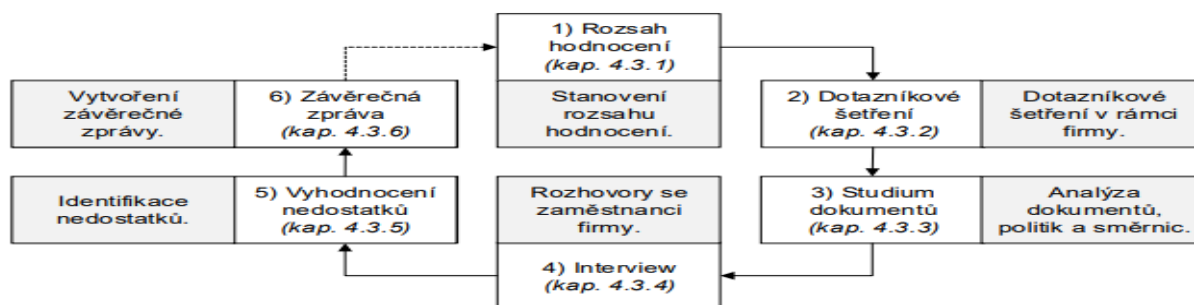 1) Rozsah
hodnocení
(kap. 4.3.1)
Stanovení
rozsahu
hodnocení.
2) Dotazníkové
šetření
(kap. 4.3.2)
Dotazníkové
šetření v rámci
firmy.
3) Studium
dokumentů
(kap. 4.3.3)
Analýza
dokumentů,
politik a směrnic.
Rozhovory se
zaměstnanci
firmy.
4) Interview
(kap. 4.3.4)
5) Vyhodnocení
nedostatků
(kap. 4.3.5)
Identifikace
nedostatků.
6) Závěrečná
zpráva
(kap. 4.3.6)
Vytvoření
závěrečné
zprávy.